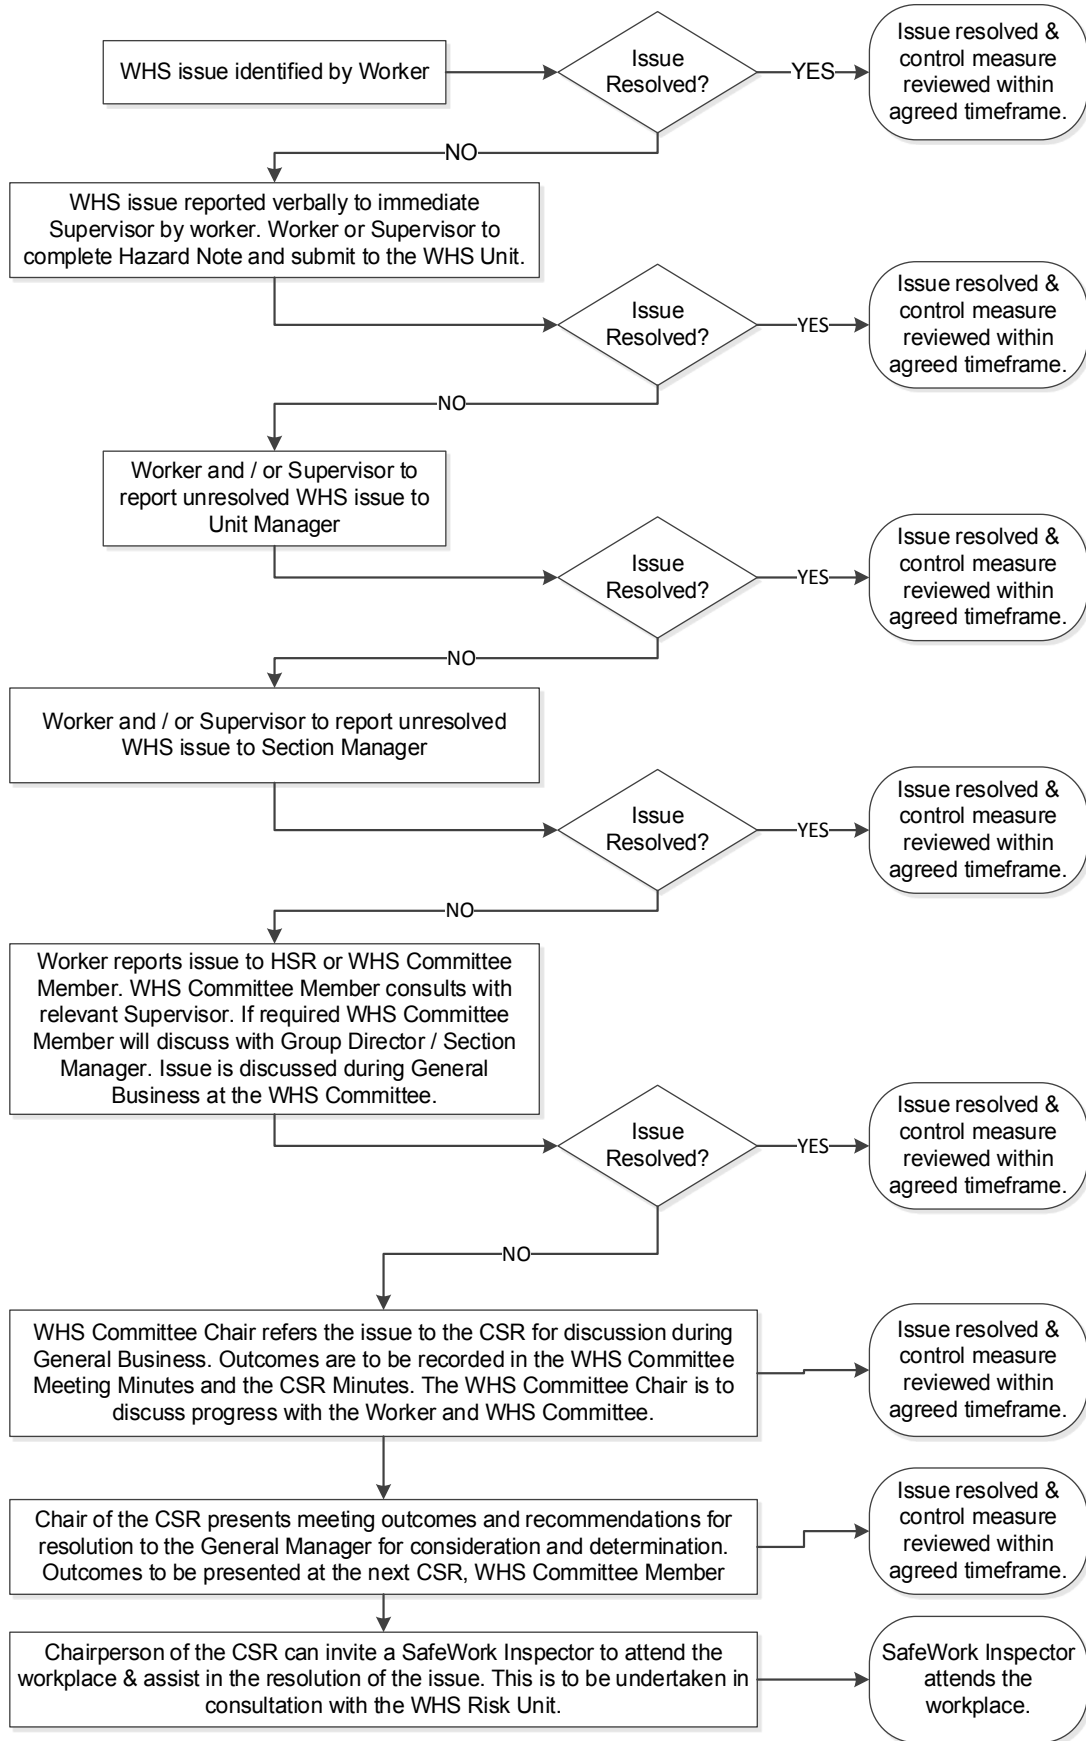 WHS issue identified by Worker
Issue
Resolved?
YES
Issue resolved &
control measure
reviewed within
agreed timeframe.
NO
WHS issue reported verbally to immediate
Supervisor by worker. Worker or Supervisor to
complete Hazard Note and submit to the WHS Unit.
Issue
Resolved?
YES
Issue resolved &
control measure
reviewed within
agreed timeframe.
NO
Worker and / or Supervisor to
report unresolved WHS issue to
Unit Manager
Issue
Resolved?
YES
Issue resolved &
control measure
reviewed within
agreed timeframe.
NO
Worker and / or Supervisor to report unresolved
WHS issue to Section Manager
Issue
Resolved?
YES
Issue resolved &
control measure
reviewed within
agreed timeframe.
NO
Worker reports issue to HSR or WHS Committee
Member. WHS Committee Member consults with
relevant Supervisor. If required WHS Committee
Member will discuss with Group Director / Section
Manager. Issue is discussed during General
Business at the WHS Committee.
Issue
Resolved?
YES
Issue resolved &
control measure
reviewed within
agreed timeframe.
NO
WHS Committee Chair refers the issue to the CSR for discussion during
General Business. Outcomes are to be recorded in the WHS Committee
Meeting Minutes and the CSR Minutes. The WHS Committee Chair is to
discuss progress with the Worker and WHS Committee.
Issue resolved &
control measure
reviewed within
agreed timeframe.
Chair of the CSR presents meeting outcomes and recommendations for
resolution to the General Manager for consideration and determination.
Outcomes to be presented at the next CSR, WHS Committee Member
Issue resolved &
control measure
reviewed within
agreed timeframe.
Chairperson of the CSR can invite a SafeWork Inspector to attend the
workplace & assist in the resolution of the issue. This is to be undertaken in
consultation with the WHS Risk Unit.
SafeWork Inspector
attends the
workplace.